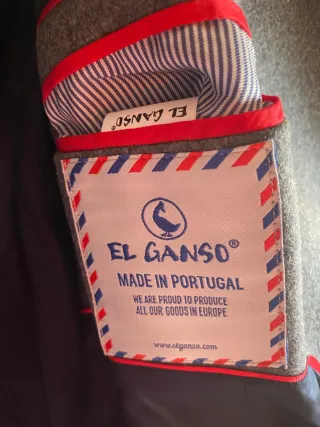 EL GANSO®
EL GANSO®
MADE IN PORTUGAL
WE ARE PROUD TO PRODUCE
ALL OUR GOODS IN EUROPE
www.elganso.com